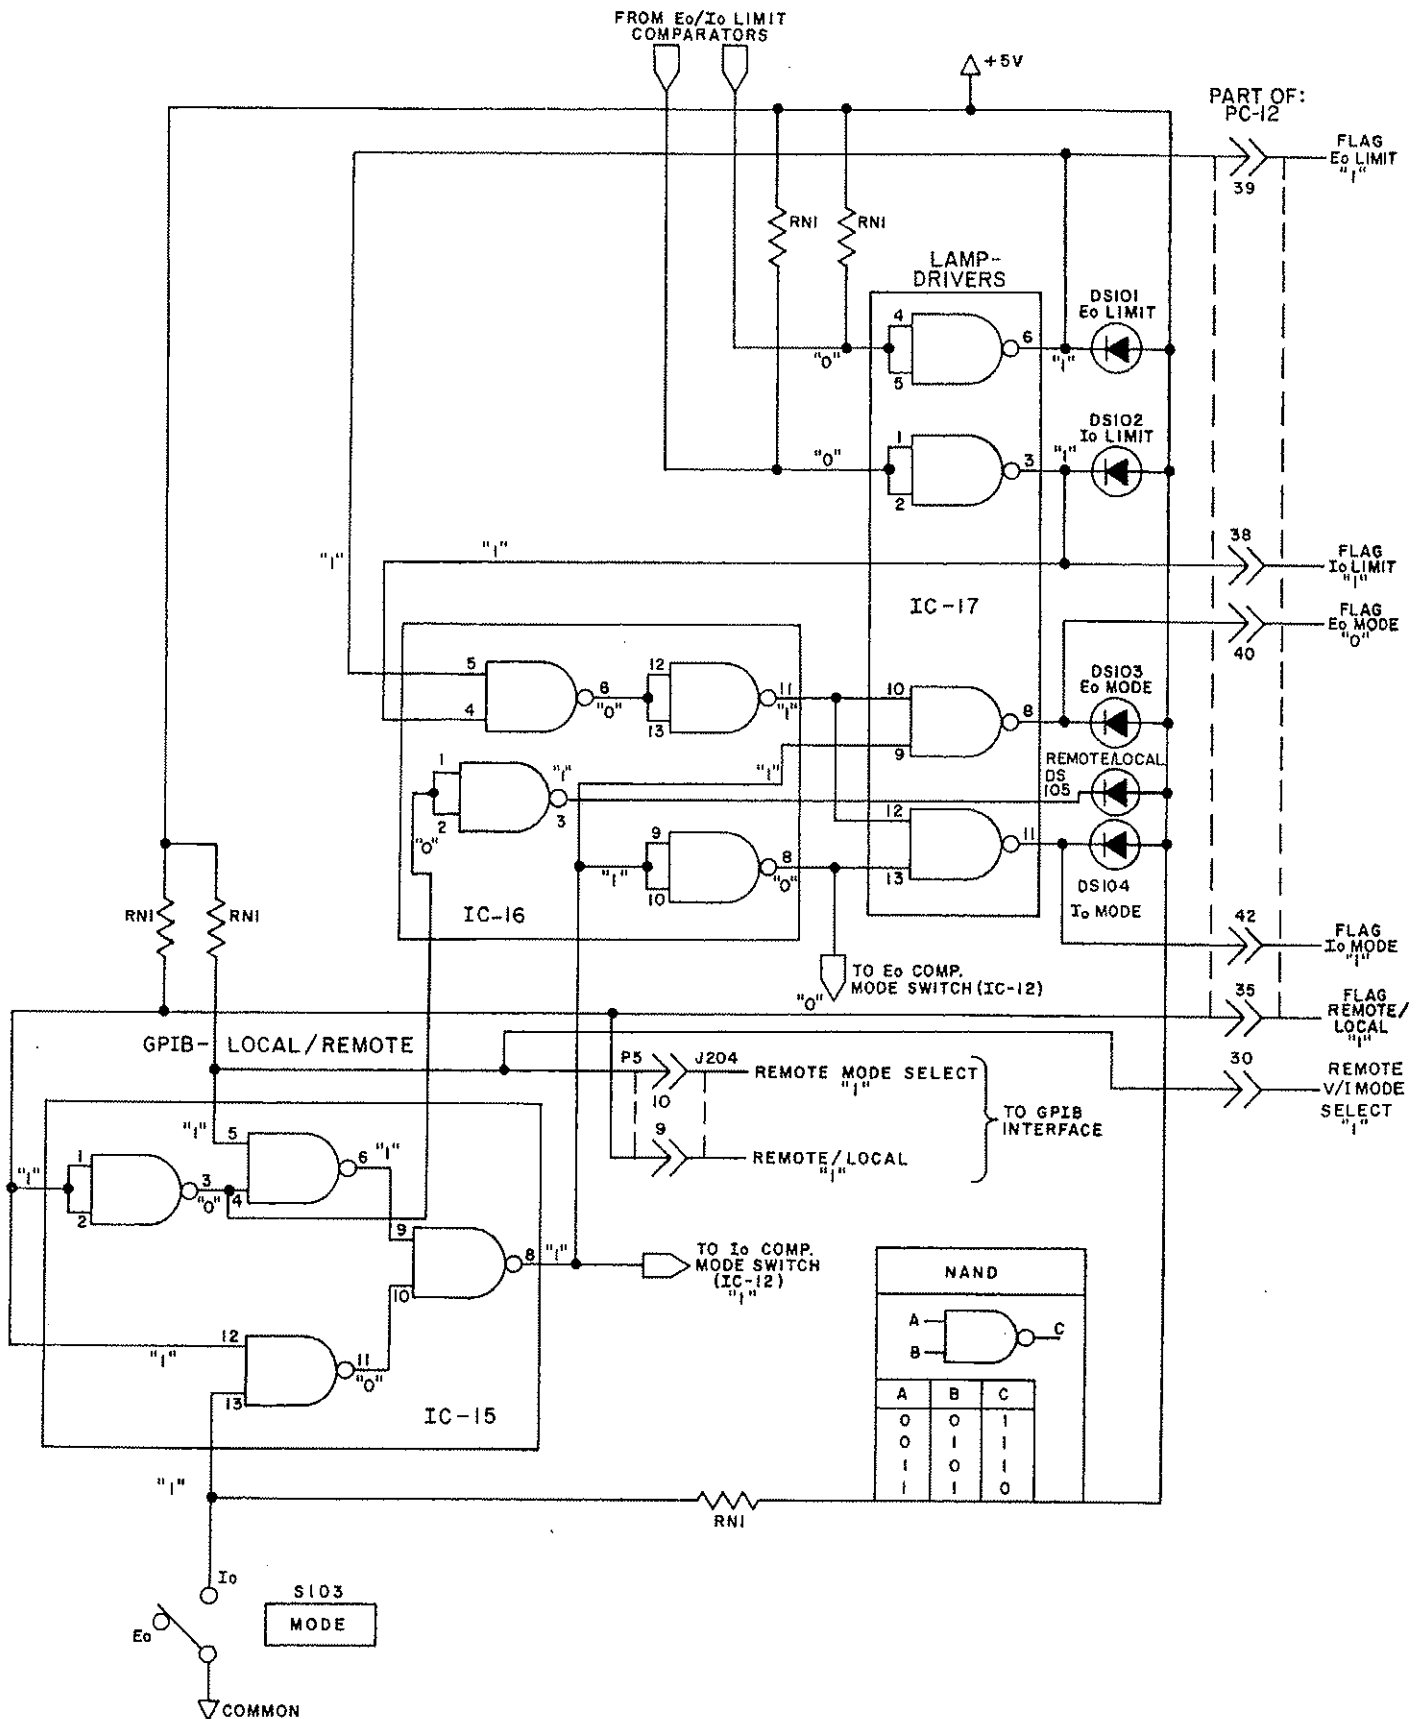 FROM Eo/Io LIMIT
COMPARATORS
+5V
PART OF:
PC-12
FLAG
Eo LIMIT
"1"
39
RN1
RN1
LAMP-
DRIVERS
DS101
Eo LIMIT
4
5
6
"0"
"1"
DS102
Io LIMIT
1
2
3
"0"
"1"
"1"
"1"
38
FLAG
Io LIMIT
"1"
IC-17
FLAG
Eo MODE
"0"
40
5
4
6
"0"
12
13
11
"1"
10
9
8
DS103
Eo MODE
"1"
REMOTE/LOCAL
DS
105
1
2
"1"
3
"0"
12
13
11
9
10
8
"1"
"0"
DS104
Io MODE
RN1
RN1
IC-16
42
FLAG
Io MODE
"1"
TO Eo COMP.
MODE SWITCH (IC-12)
"0"
35
FLAG
REMOTE/
LOCAL
"1"
GPIB- LOCAL/REMOTE
P5
J204
REMOTE MODE SELECT
"1"
10
30
REMOTE
V/I MODE
SELECT
"1"
TO GPIB
INTERFACE
9
REMOTE/LOCAL
"1"
"1"
5
4
6
"1"
"1"
1
2
3
"0"
9
10
8
"1"
TO Io COMP.
MODE SWITCH
(IC-12)
"1"
12
13
"1"
11
"0"
IC-15
NAND
A
B
C
A B C
0 0 1
0 1 1
1 0 1
1 1 0
"1"
RN1
Io
Eo
S103
MODE
COMMON